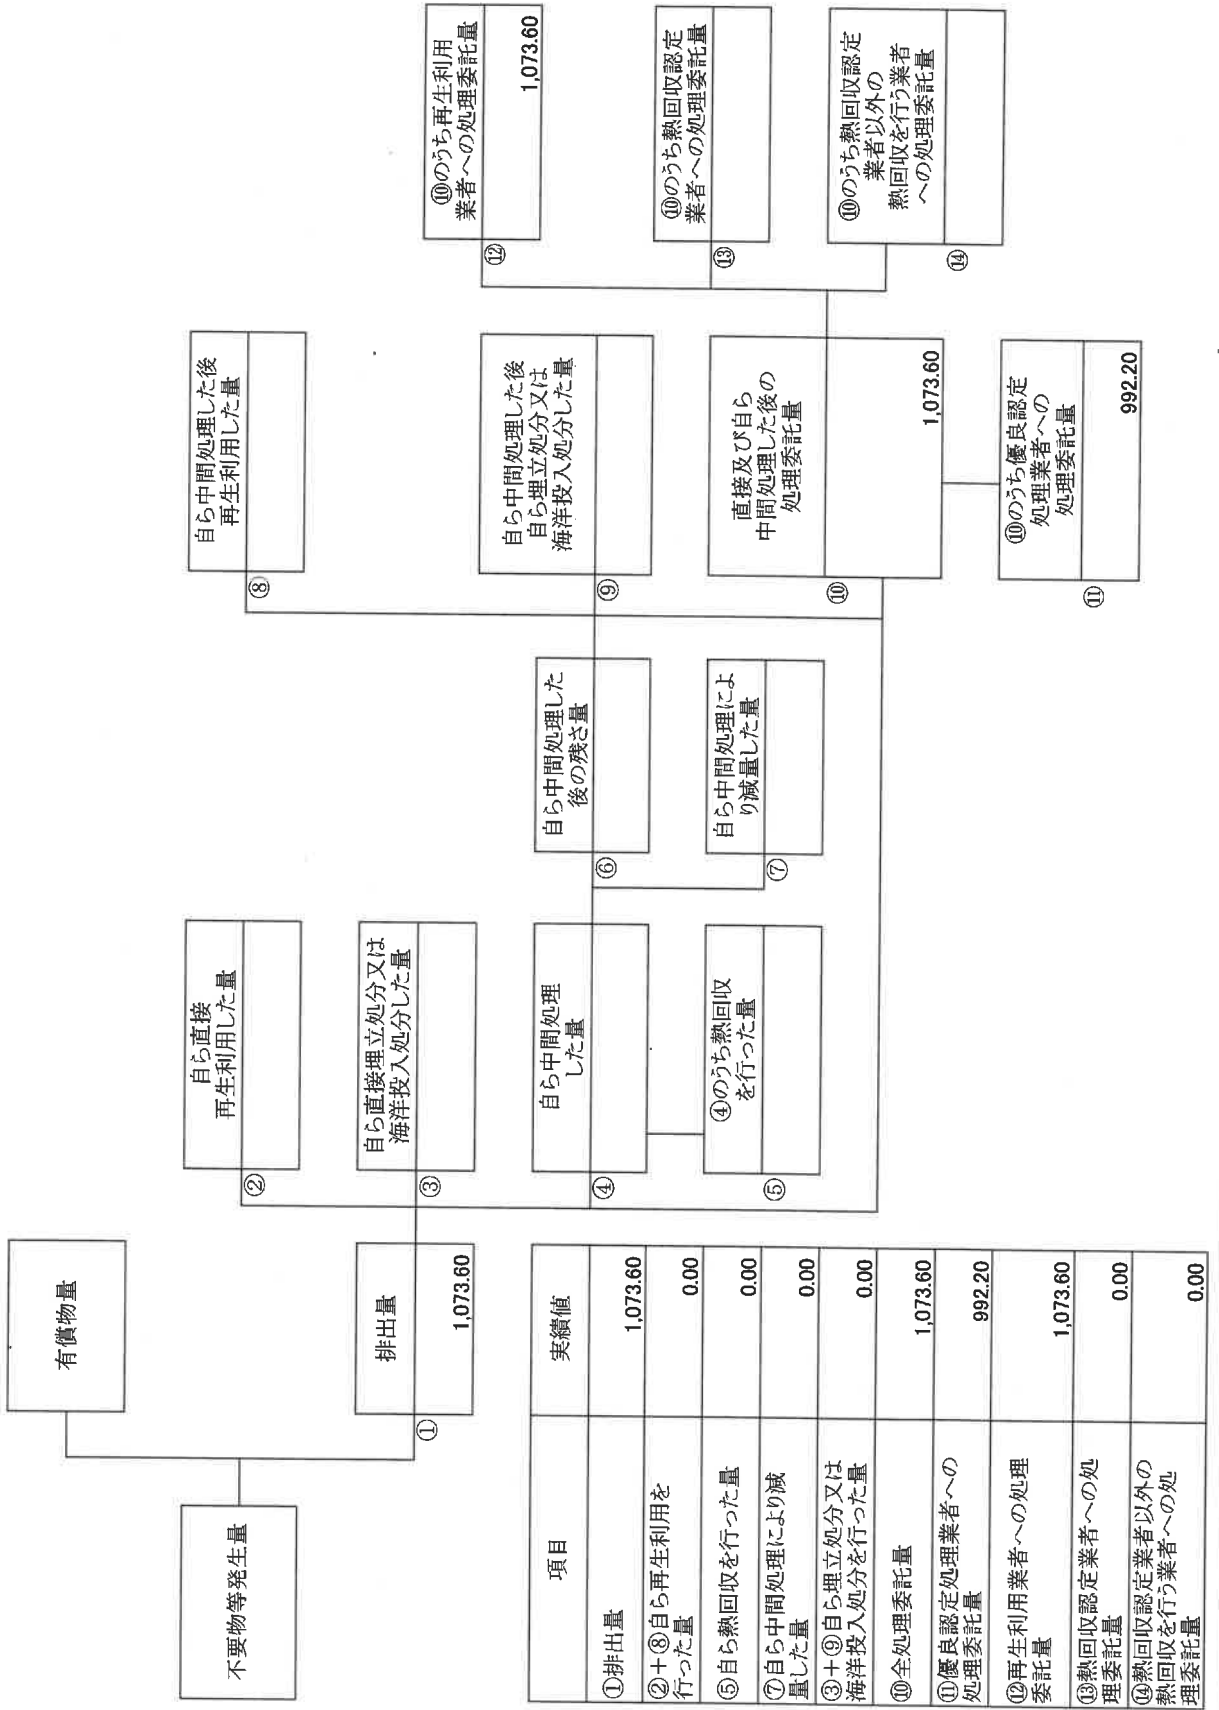 不要物等発生量
有償物量
①
排出量
1,073.60
②
自ら直接
再生利用した量
③
自ら直接埋立処分又は
海洋投入処分した量
④
自ら中間処理
した量
⑤
④のうち熱回収
を行った量
⑥
自ら中間処理した
後の残さ量
⑦
自ら中間処理によ
り減量した量
⑧
自ら中間処理した後
再生利用した量
⑨
自ら中間処理した後
自ら埋立処分又は
海洋投入処分した量
⑩
直接及び自ら
中間処理した後の
処理委託量
1,073.60
⑪
⑩のうち優良認定
処理業者への
処理委託量
992.20
⑫
⑩のうち再生利用
業者への処理委託量
1,073.60
⑬
⑩のうち熱回収認定
業者への処理委託量
⑭
⑩のうち熱回収認定
業者以外の
熱回収を行う業者
への処理委託量
項目 実績値
①排出量 1,073.60
②+⑧自ら再生利用を
行った量 0.00
⑤自ら熱回収を行った量 0.00
⑦自ら中間処理により減
量した量 0.00
③+⑨自ら埋立処分又は
海洋投入処分を行った量 0.00
⑩全処理委託量 1,073.60
⑪優良認定処理業者への
処理委託量 992.20
⑫再生利用業者への処理
委託量 1,073.60
⑬熱回収認定業者への処
理委託量 0.00
⑭熱回収認定業者以外の
熱回収を行う業者への処
理委託量 0.00